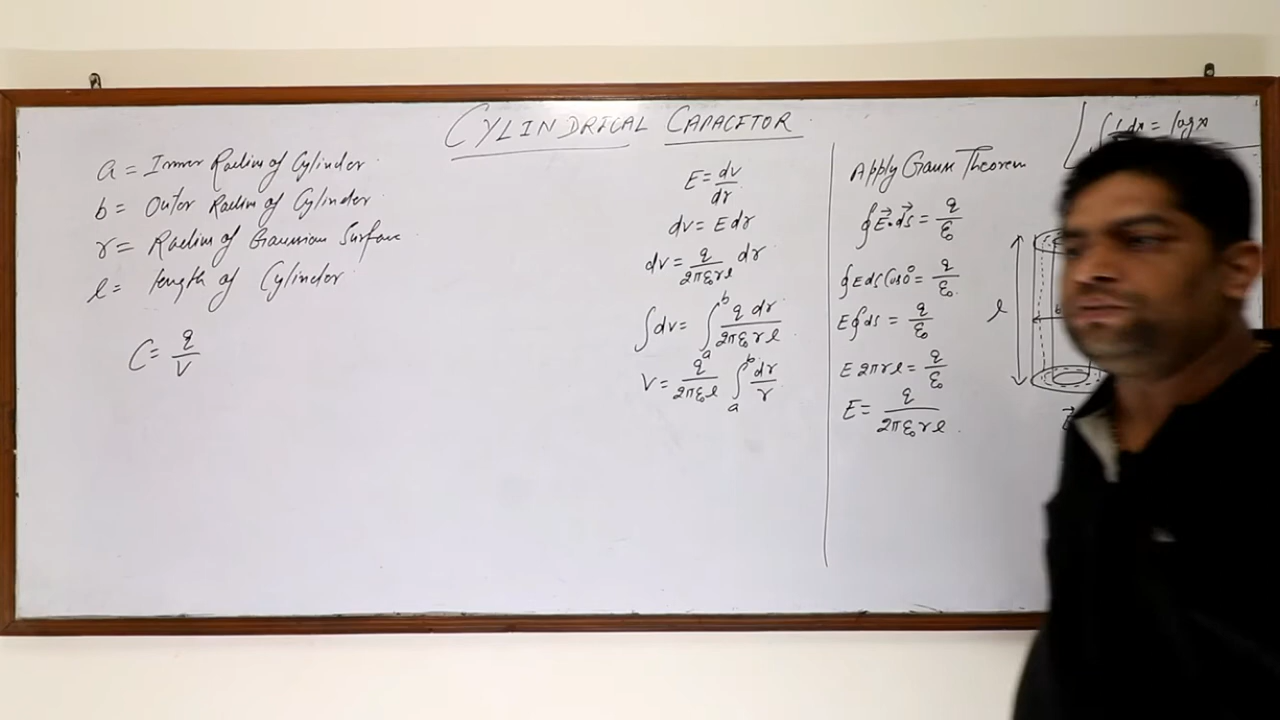 CYLINDRICAL CAPACITOR
a = Inner Radius of Cylinder
b = Outer Radius of Cylinder
r = Radius of Gaussian Surface
l = length of Cylinder
C = q/V
E = dv/dr
dv = E dr
dv = q/2πε₀rl dr
∫dv = ∫ₐᵇ q dr/2πε₀rl
V = q/2πε₀l ∫ₐᵇ dr/r
Apply Gauss Theorem
∮E⃗·ds⃗ = q/ε₀
∮E ds Cos0° = q/ε₀
E∮ds = q/ε₀
E 2πrl = q/ε₀
E = q/2πε₀rl
∫1/x dx = log x
l
b